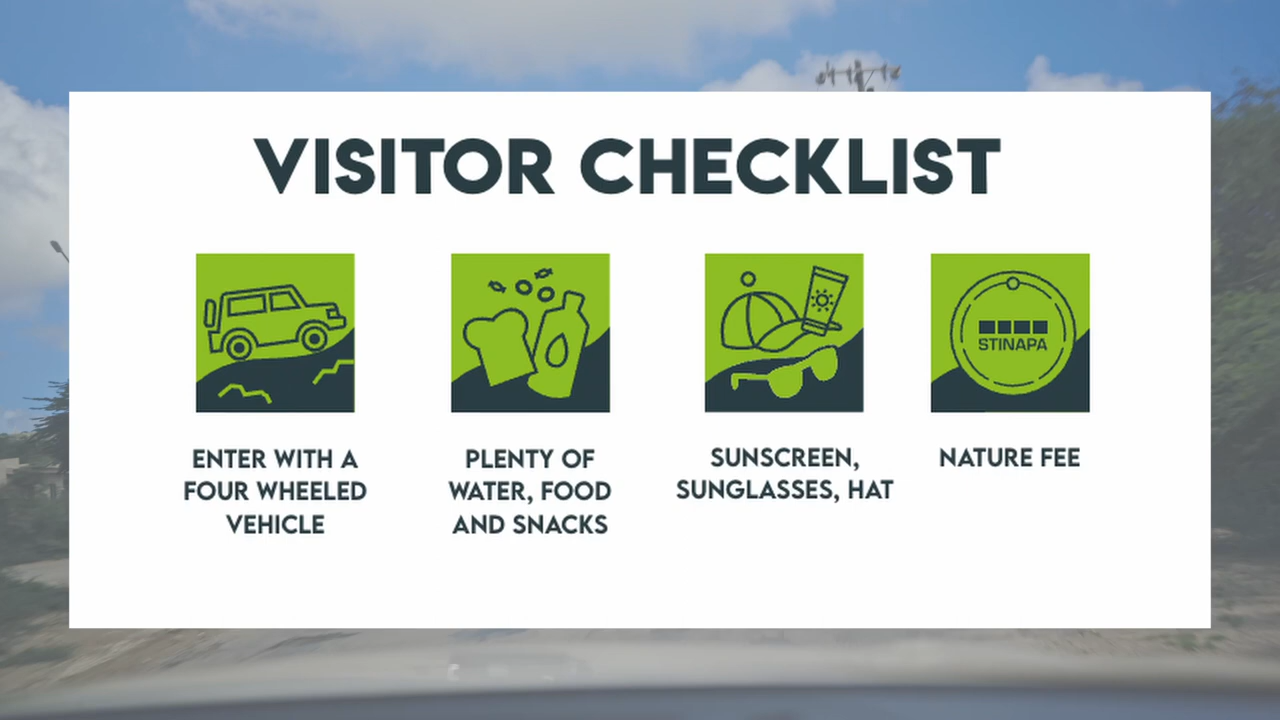 VISITOR CHECKLIST
STINAPA
ENTER WITH A
FOUR WHEELED
VEHICLE
PLENTY OF
WATER, FOOD
AND SNACKS
SUNSCREEN,
SUNGLASSES, HAT
NATURE FEE